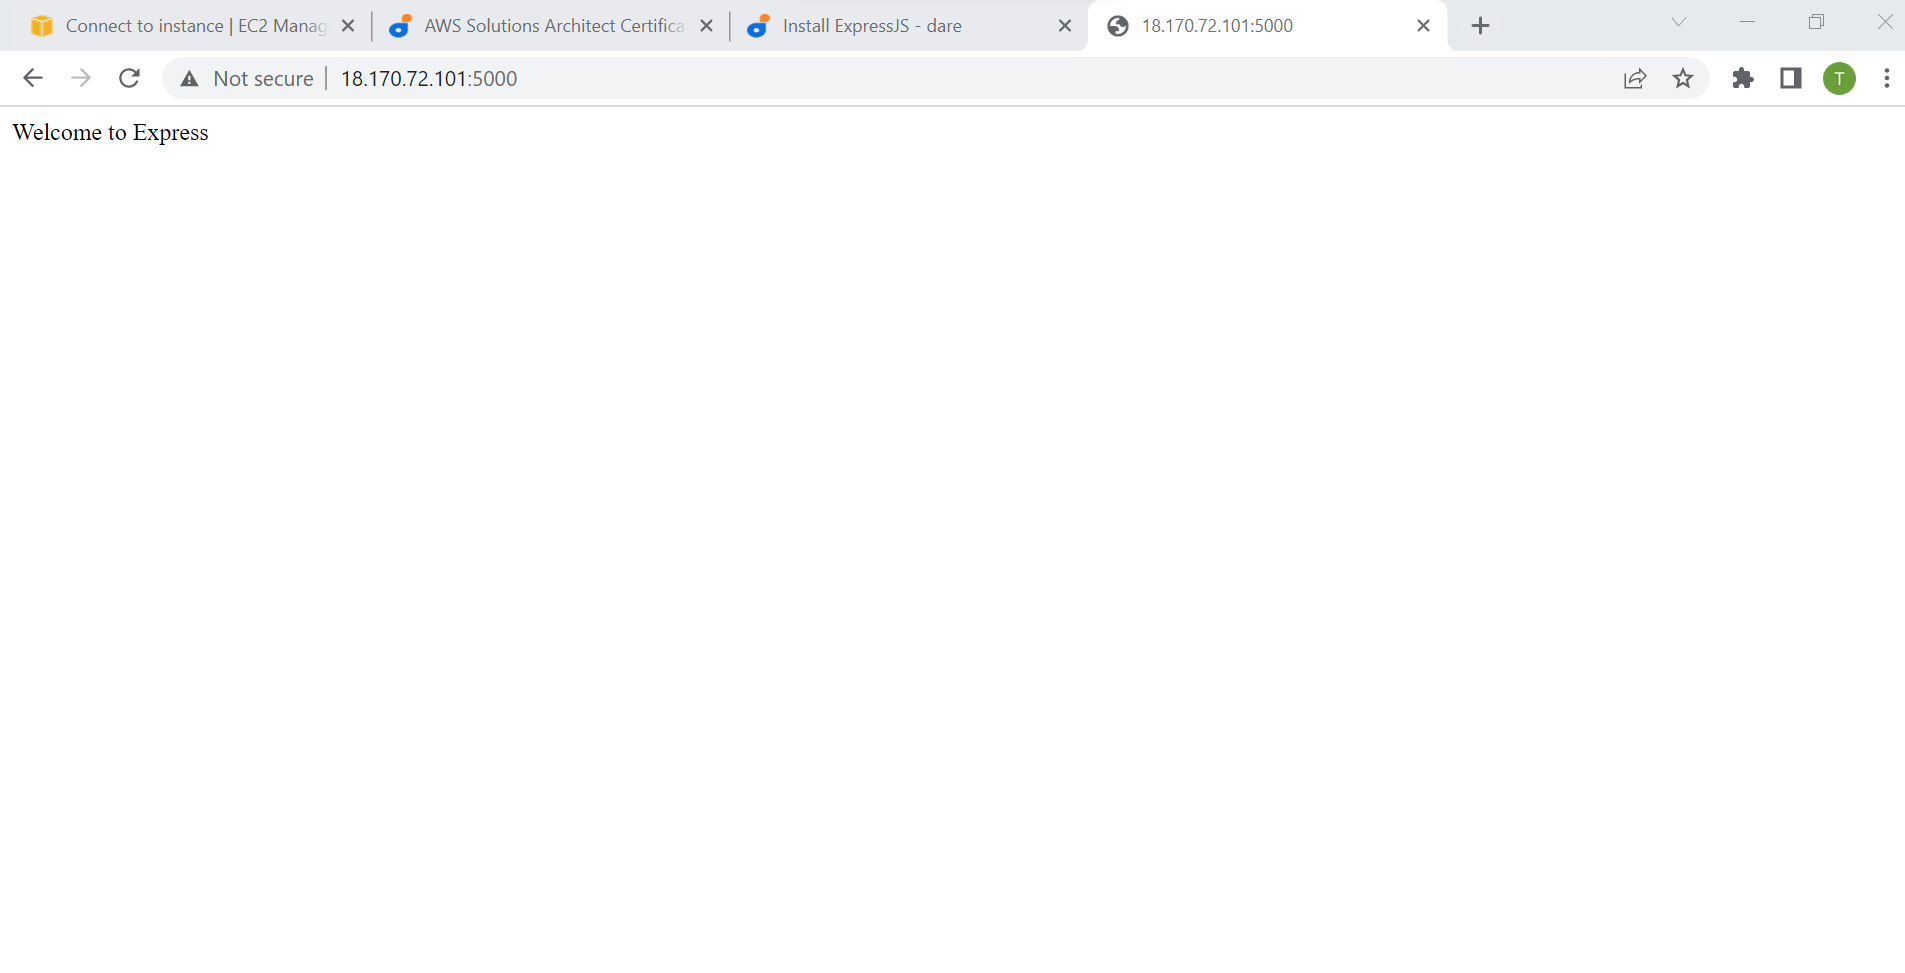 Connect to instance | EC2 Manag
AWS Solutions Architect Certifica
Install ExpressJS - dare
18.170.72.101:5000
Not secure
18.170.72.101:5000
T
Welcome to Express